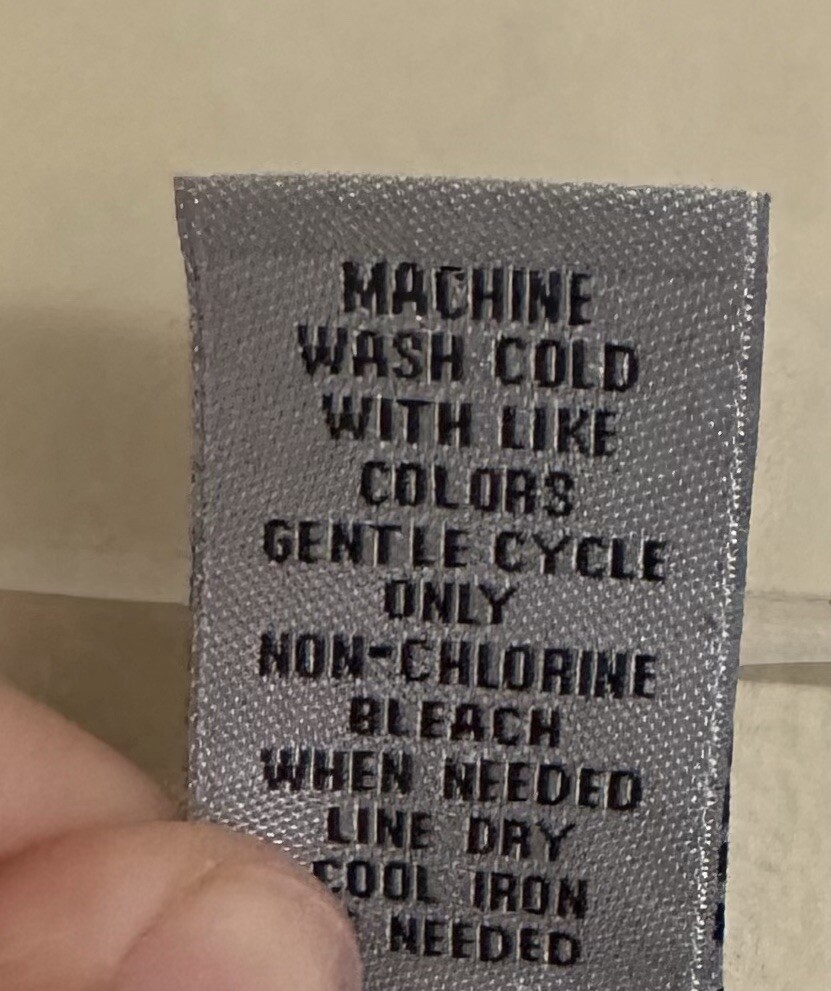 MACHINE
WASH COLD
WITH LIKE
COLORS
GENTLE CYCLE
ONLY
NON-CHLORINE
BLEACH
WHEN NEEDED
LINE DRY
COOL IRON
NEEDED